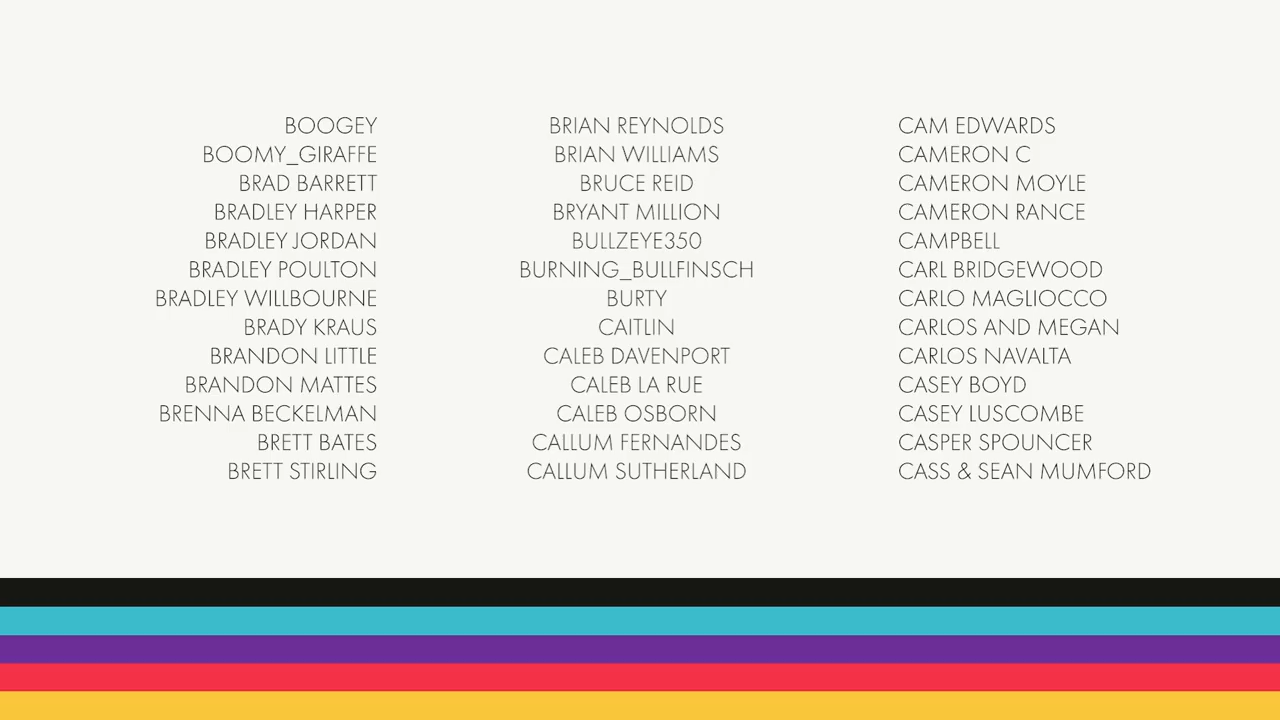 BOOGEY
BOOMY_GIRAFFE
BRAD BARRETT
BRADLEY HARPER
BRADLEY JORDAN
BRADLEY POULTON
BRADLEY WILLBOURNE
BRADY KRAUS
BRANDON LITTLE
BRANDON MATTES
BRENNA BECKELMAN
BRETT BATES
BRETT STIRLING
BRIAN REYNOLDS
BRIAN WILLIAMS
BRUCE REID
BRYANT MILLION
BULLZEYE350
BURNING_BULLFINSCH
BURTY
CAITLIN
CALEB DAVENPORT
CALEB LA RUE
CALEB OSBORN
CALLUM FERNANDES
CALLUM SUTHERLAND
CAM EDWARDS
CAMERON C
CAMERON MOYLE
CAMERON RANCE
CAMPBELL
CARL BRIDGEWOOD
CARLO MAGLIOCCO
CARLOS AND MEGAN
CARLOS NAVALTA
CASEY BOYD
CASEY LUSCOMBE
CASPER SPOUNCER
CASS & SEAN MUMFORD